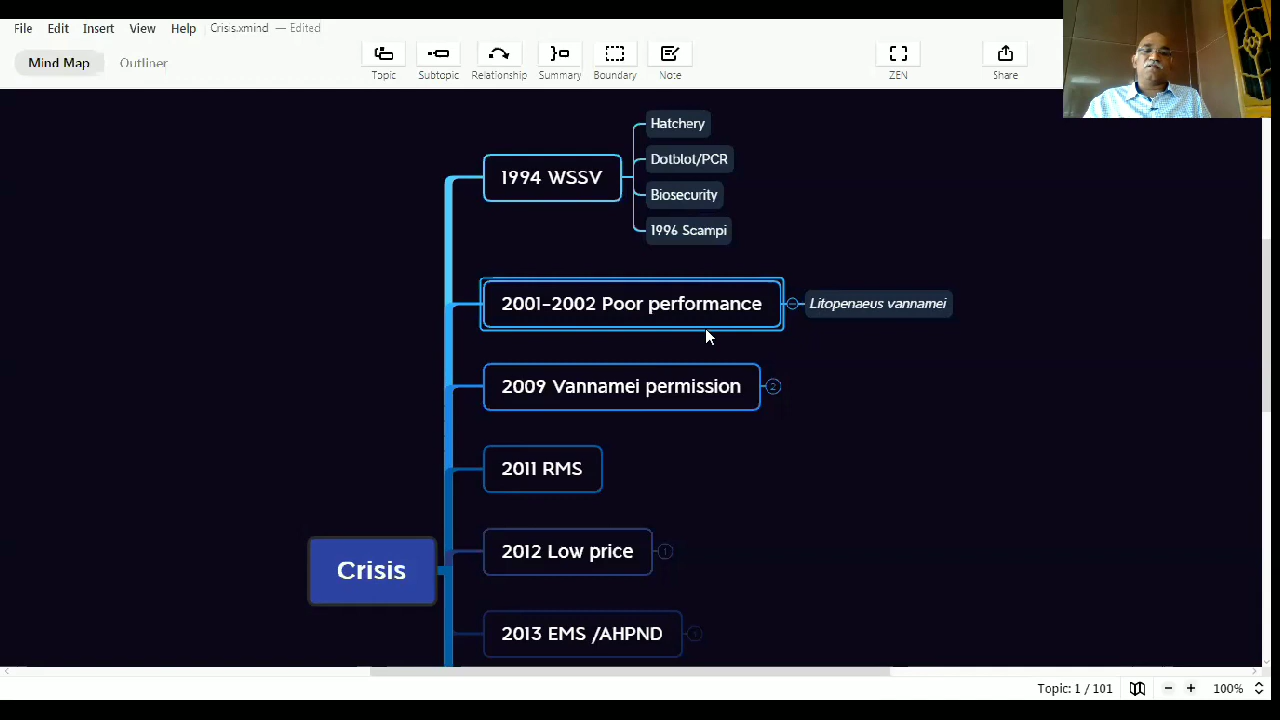 File Edit Insert View Help Crisis.xmind — Edited
Mind Map Outliner
Topic Subtopic Relationship Summary Boundary Note ZEN Share
Hatchery
Dotblot/PCR
1994 WSSV
Biosecurity
1996 Scampi
2001-2002 Poor performance
Litopenaeus vannamei
2009 Vannamei permission
2
2011 RMS
2012 Low price
1
Crisis
2013 EMS /AHPND
Topic: 1 / 101
100%